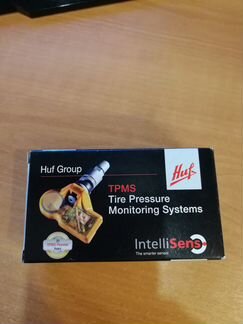 Huf Group
Huf
TPMS
Tire Pressure
Monitoring Systems
IntelliSens
The smarter sensor